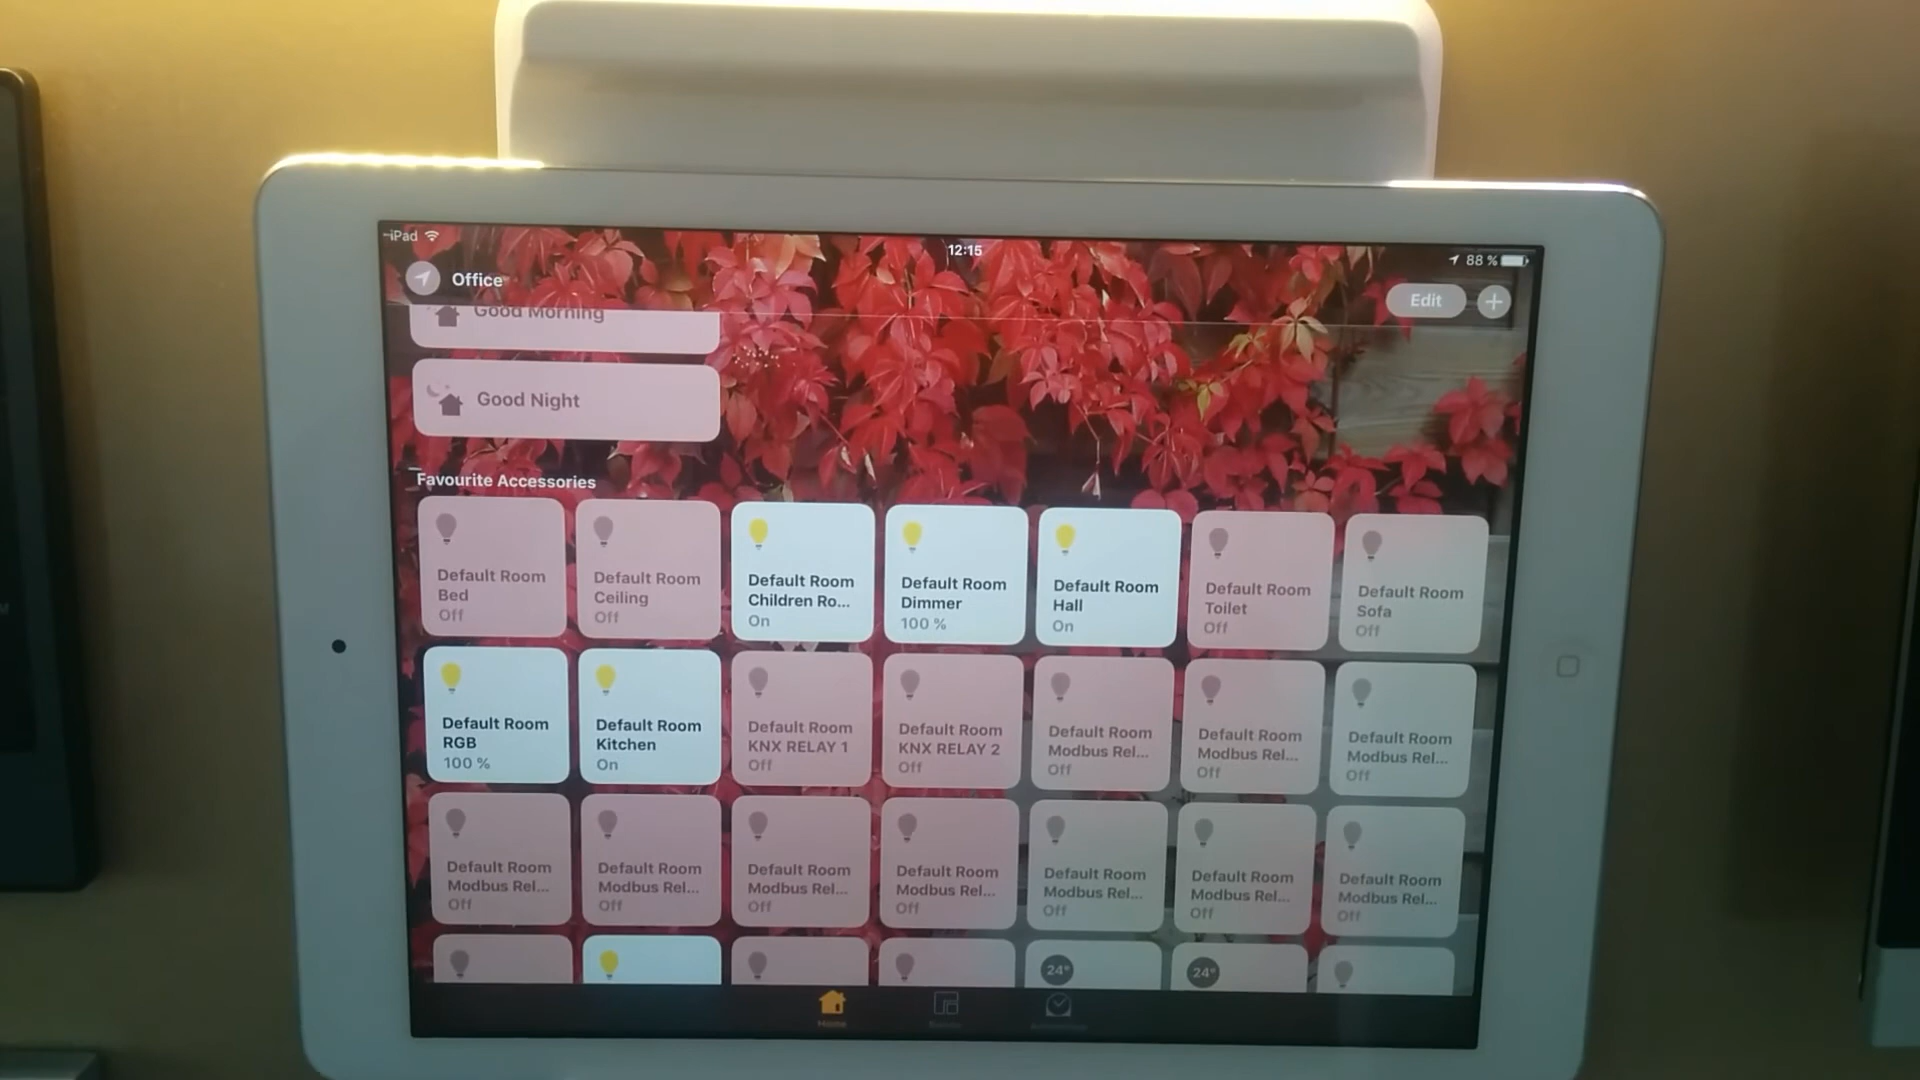 iPad
12:15
88 %
Office
Edit
Good Morning
Good Night
Favourite Accessories
Default Room
Bed
Off
Default Room
Ceiling
Off
Default Room
Children Ro...
On
Default Room
Dimmer
100 %
Default Room
Hall
On
Default Room
Toilet
Off
Default Room
Sofa
Off
Default Room
RGB
100 %
Default Room
Kitchen
On
Default Room
KNX RELAY 1
Off
Default Room
KNX RELAY 2
Off
Default Room
Modbus Rel...
Off
Default Room
Modbus Rel...
Off
Default Room
Modbus Rel...
Off
Default Room
Modbus Rel...
Off
Default Room
Modbus Rel...
Off
Default Room
Modbus Rel...
Off
Default Room
Modbus Rel...
Off
Default Room
Modbus Rel...
Off
Default Room
Modbus Rel...
Off
Default Room
Modbus Rel...
Off
24°
24°
Home